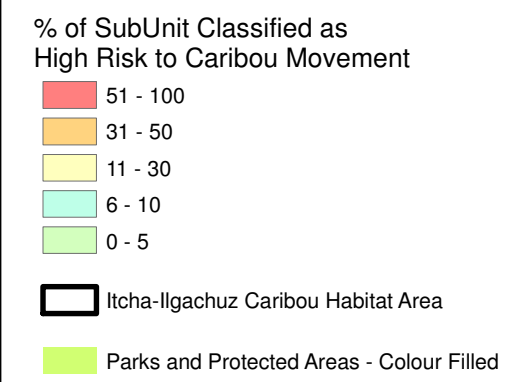 % of SubUnit Classified as
High Risk to Caribou Movement
51 - 100
31 - 50
11 - 30
6 - 10
0 - 5
Itcha-Ilgachuz Caribou Habitat Area
Parks and Protected Areas - Colour Filled